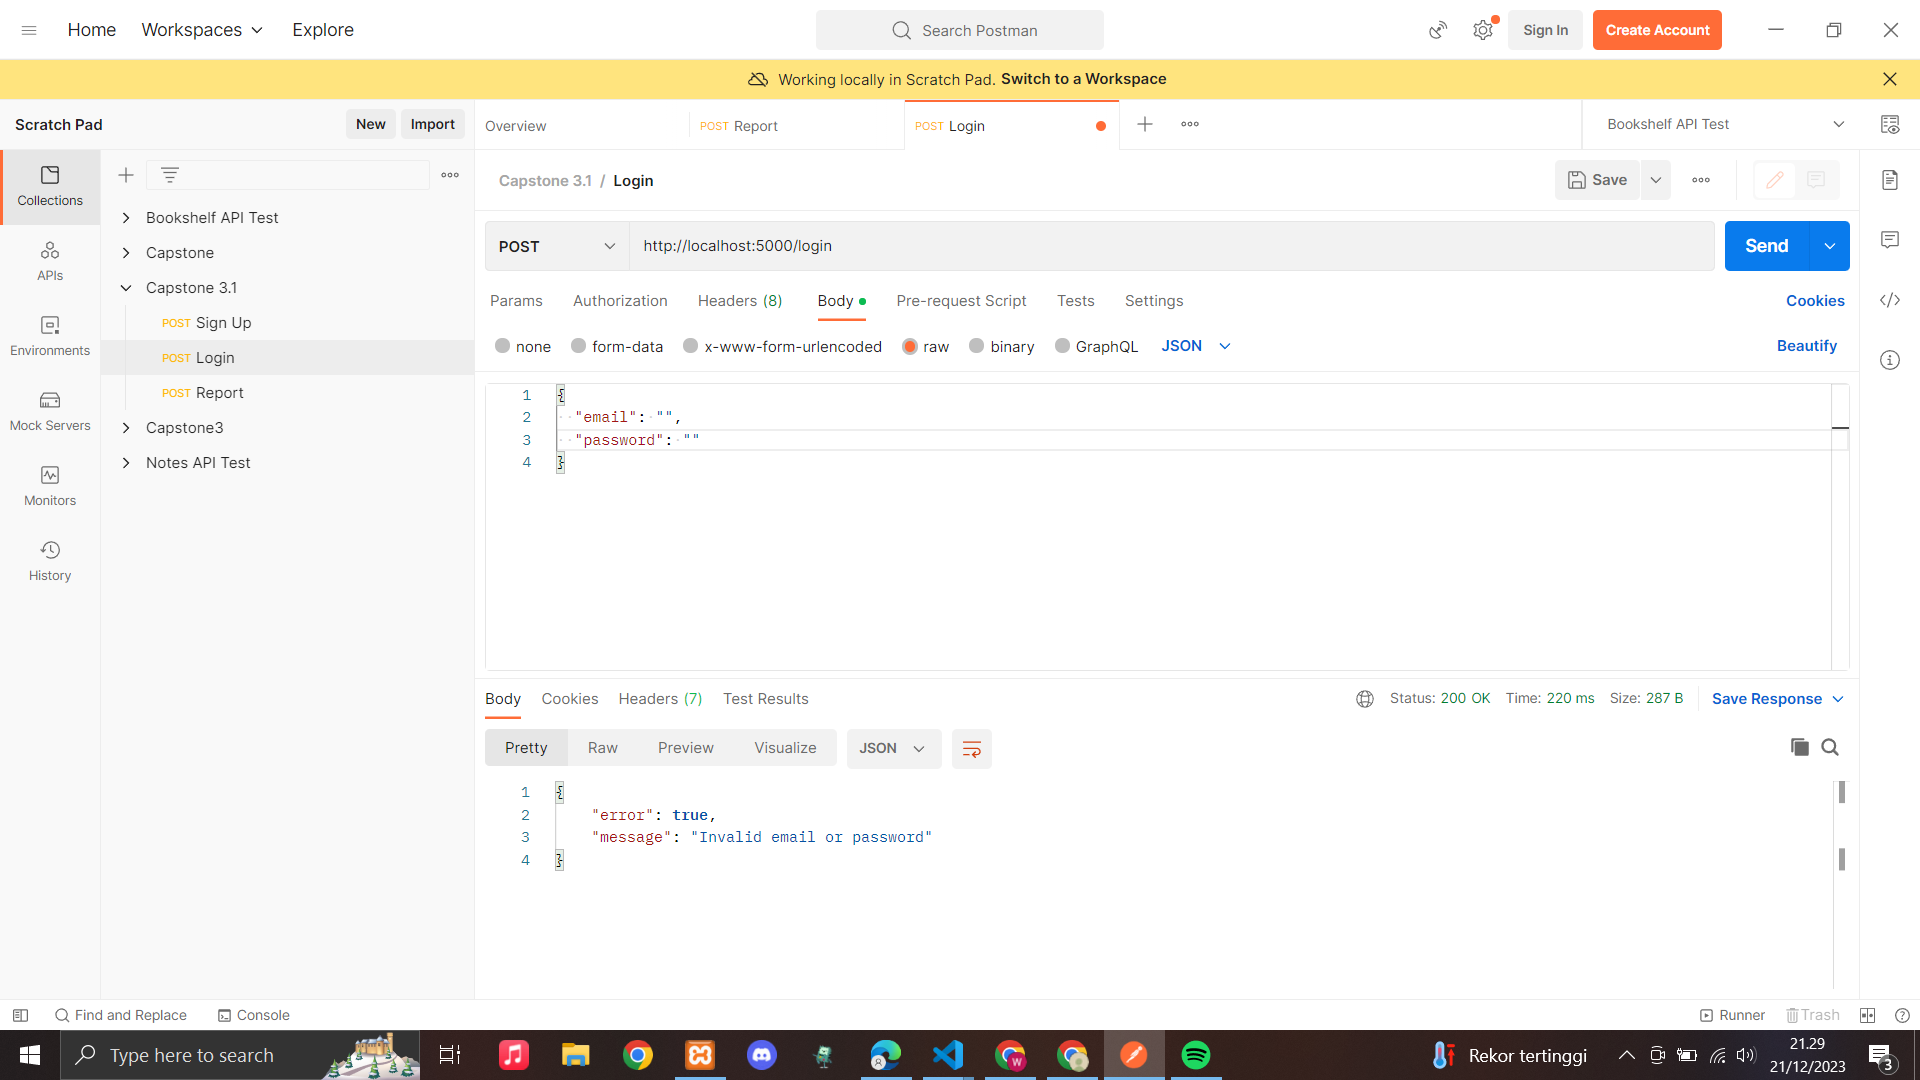 Home
Workspaces
Explore
Search Postman
Sign In
Create Account
Working locally in Scratch Pad. Switch to a Workspace
Scratch Pad
New
Import
Overview
POST Report
POST Login
Bookshelf API Test
Collections
APIs
Environments
Mock Servers
Monitors
History
Bookshelf API Test
Capstone
Capstone 3.1
POST Sign Up
POST Login
POST Report
Capstone3
Notes API Test
Capstone 3.1 / Login
Save
POST
http://localhost:5000/login
Send
Params
Authorization
Headers (8)
Body
Pre-request Script
Tests
Settings
Cookies
none
form-data
x-www-form-urlencoded
raw
binary
GraphQL
JSON
Beautify
1 {
2 "email": "",
3 "password": ""
4 }
Body
Cookies
Headers (7)
Test Results
Status: 200 OK
Time: 220 ms
Size: 287 B
Save Response
Pretty
Raw
Preview
Visualize
JSON
1 {
2 "error": true,
3 "message": "Invalid email or password"
4 }
Find and Replace
Console
Runner
Trash
Type here to search
Rekor tertinggi
21.29
21/12/2023
3